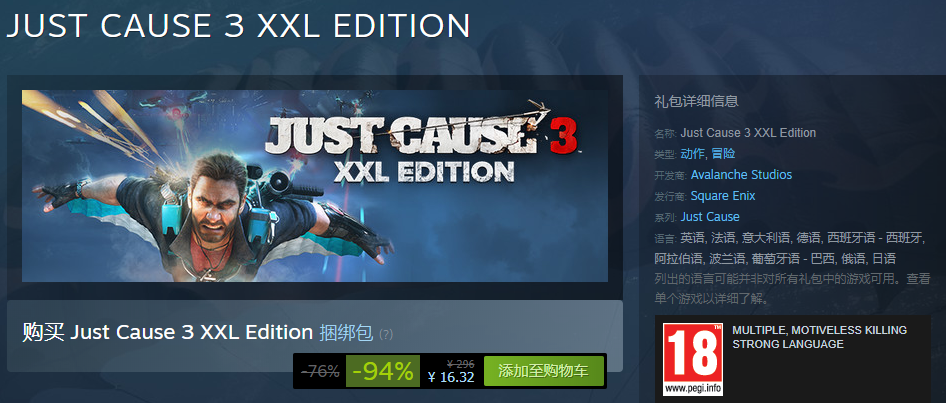 JUST CAUSE 3 XXL EDITION
JUST CAUSE 3
XXL EDITION
购买 Just Cause 3 XXL Edition 捆绑包 (?)
-76% -94% ¥ 296
¥ 16.32 添加至购物车
礼包详细信息
名称: Just Cause 3 XXL Edition
类型: 动作, 冒险
开发商: Avalanche Studios
发行商: Square Enix
系列: Just Cause
语言: 英语, 法语, 意大利语, 德语, 西班牙语 - 西班牙,
阿拉伯语, 波兰语, 葡萄牙语 - 巴西, 俄语, 日语
列出的语言可能并非对所有礼包中的游戏可用。查看
单个游戏以详细了解。
18
TM
www.pegi.info
MULTIPLE, MOTIVELESS KILLING
STRONG LANGUAGE